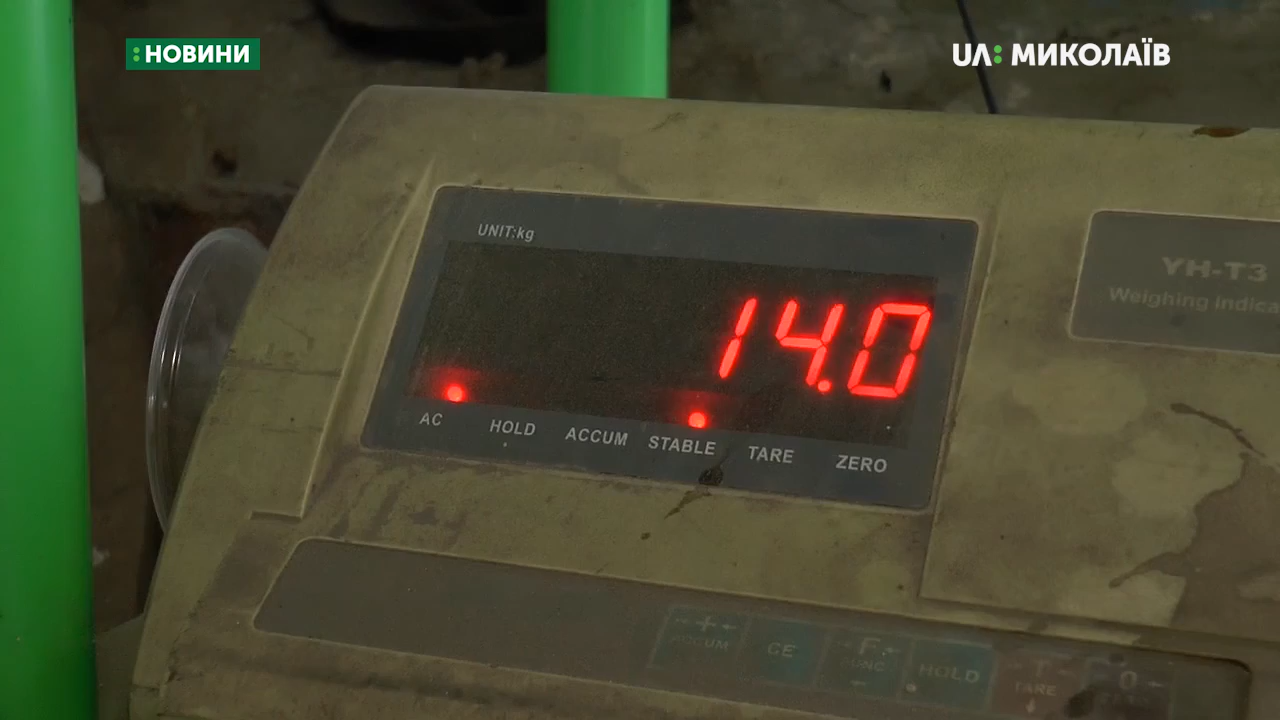 :НОВИНИ
UA: МИКОЛАЇВ
UNIT:kg
14.0
AC HOLD ACCUM STABLE TARE ZERO
YH-T3
Weighing
ACCUM CE FUNC HOLD TARE 0